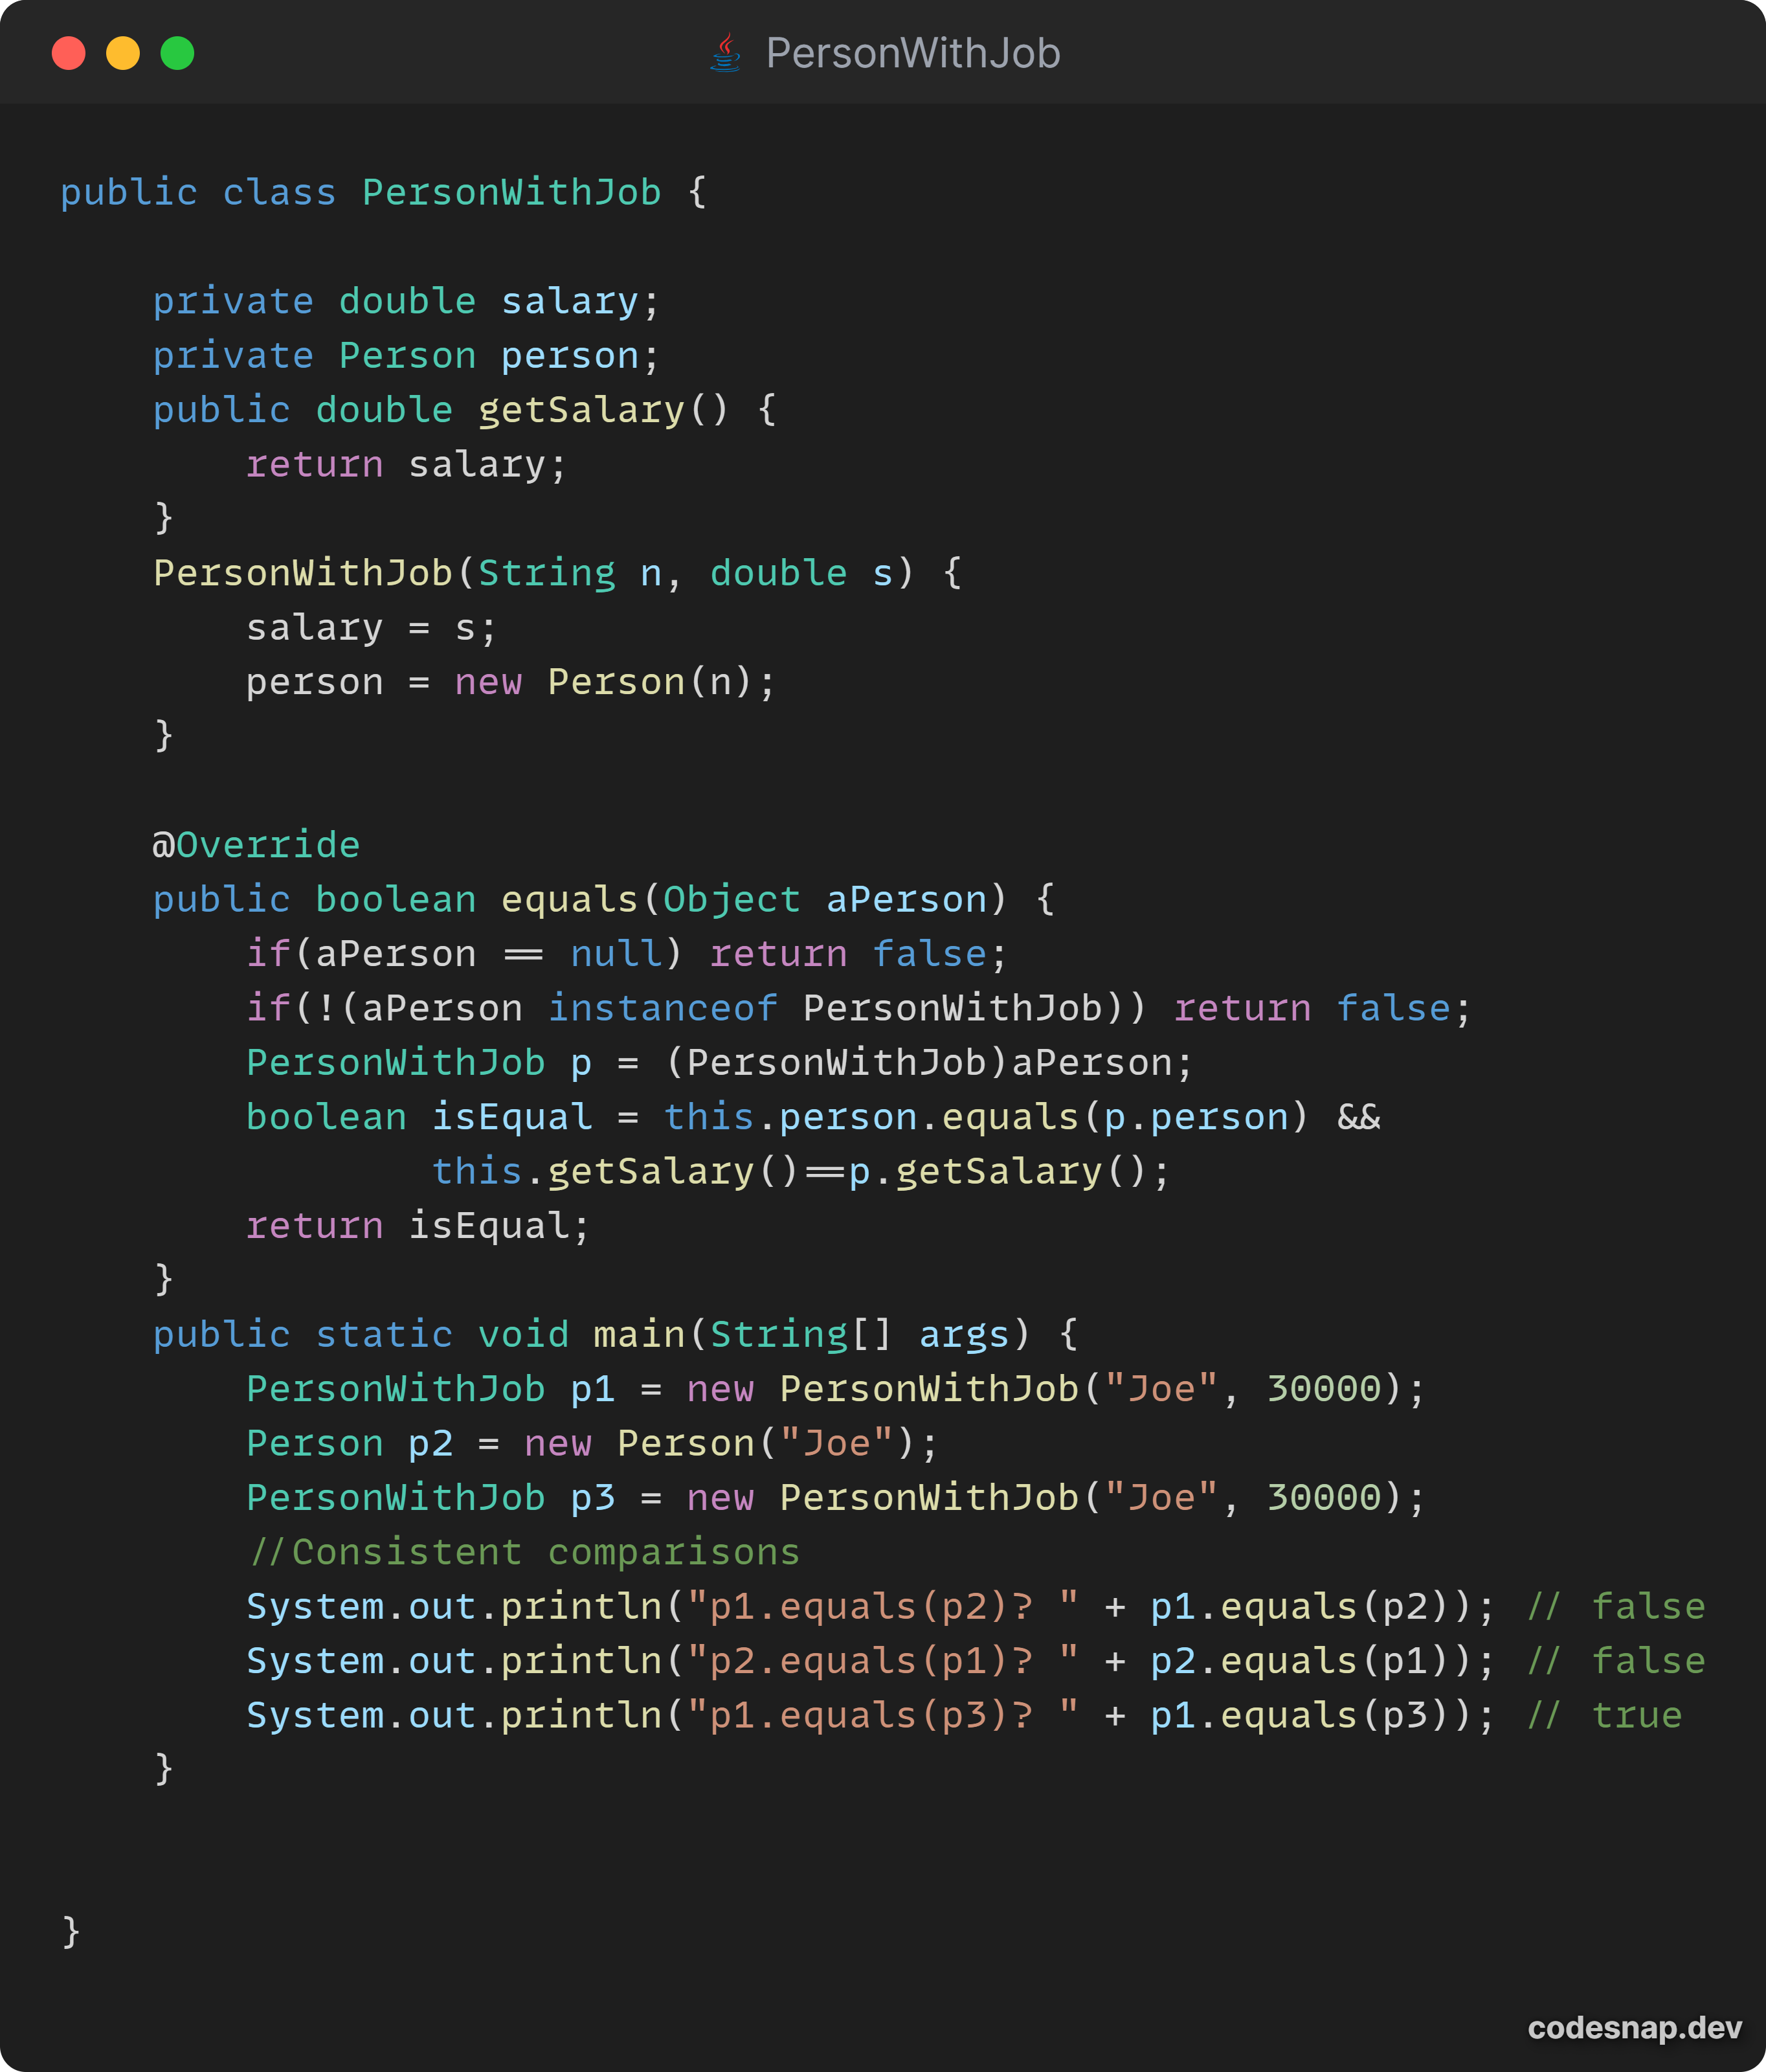 PersonWithJob
public class PersonWithJob {
    private double salary;
    private Person person;
    public double getSalary() {
        return salary;
    }
    PersonWithJob(String n, double s) {
        salary = s;
        person = new Person(n);
    }
    @Override
    public boolean equals(Object aPerson) {
        if(aPerson == null) return false;
        if(!(aPerson instanceof PersonWithJob)) return false;
        PersonWithJob p = (PersonWithJob)aPerson;
        boolean isEqual = this.person.equals(p.person) &&
                this.getSalary()==p.getSalary();
        return isEqual;
    }
    public static void main(String[] args) {
        PersonWithJob p1 = new PersonWithJob("Joe", 30000);
        Person p2 = new Person("Joe");
        PersonWithJob p3 = new PersonWithJob("Joe", 30000);
        //Consistent comparisons
        System.out.println("p1.equals(p2)? " + p1.equals(p2)); // false
        System.out.println("p2.equals(p1)? " + p2.equals(p1)); // false
        System.out.println("p1.equals(p3)? " + p1.equals(p3)); // true
    }
}
codesnap.dev